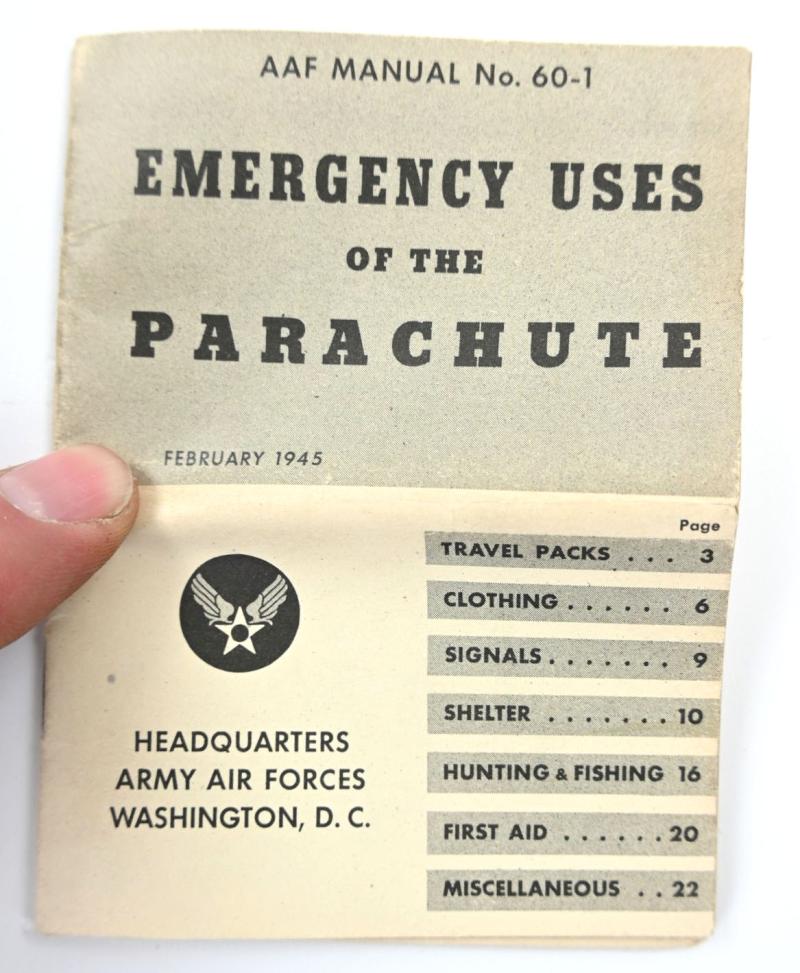 AAF MANUAL No. 60-1
EMERGENCY USES
OF THE
PARACHUTE
FEBRUARY 1945
HEADQUARTERS
ARMY AIR FORCES
WASHINGTON, D. C.
Page
TRAVEL PACKS . . . 3
CLOTHING . . . . . . 6
SIGNALS . . . . . . . 9
SHELTER . . . . . . . 10
HUNTING & FISHING 16
FIRST AID . . . . . . 20
MISCELLANEOUS . . 22